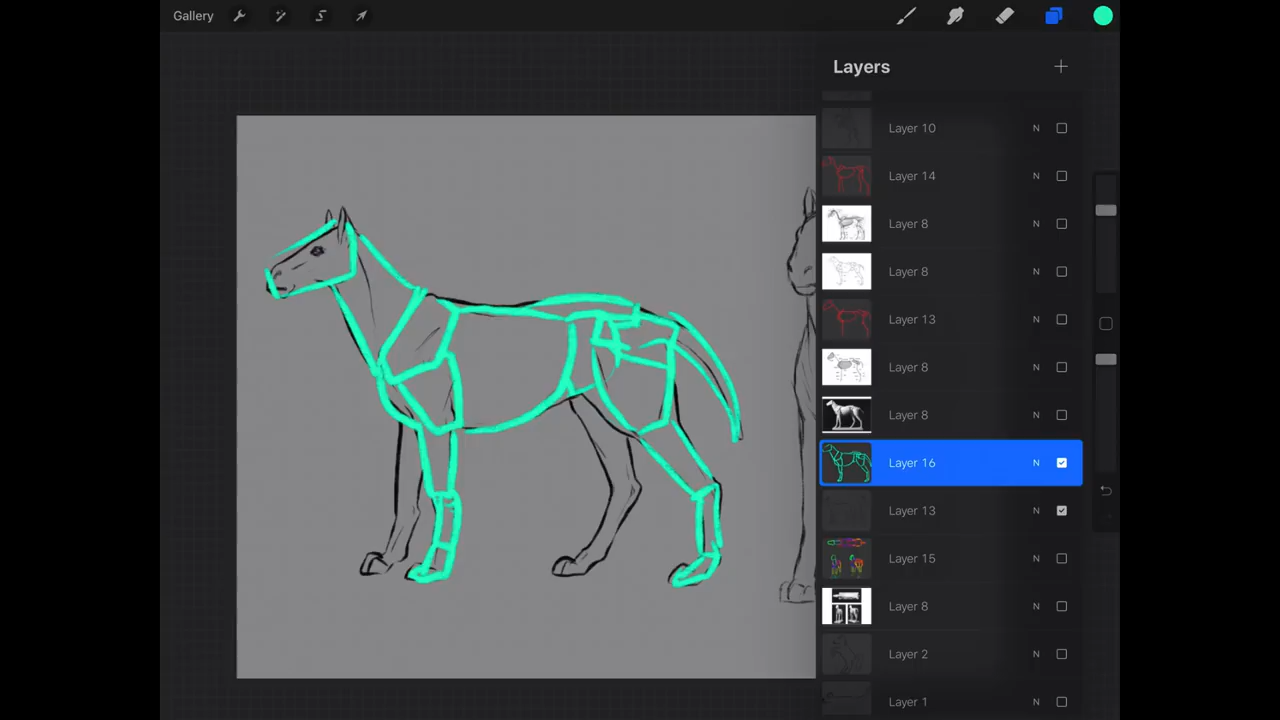 Gallery
Layers
Layer 10 N
Layer 14 N
Layer 8 N
Layer 8 N
Layer 13 N
Layer 8 N
Layer 8 N
Layer 16 N
Layer 13 N
Layer 15 N
Layer 8 N
Layer 2 N
Layer 1 N